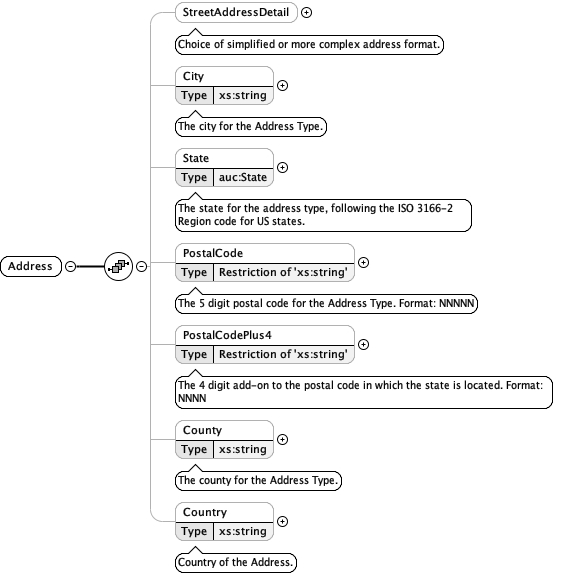 StreetAddressDetail
Choice of simplified or more complex address format.
City
Type xs:string
The city for the Address Type.
State
Type auc:State
The state for the address type, following the ISO 3166-2
Region code for US states.
Address
PostalCode
Type Restriction of 'xs:string'
The 5 digit postal code for the Address Type. Format: NNNNN
PostalCodePlus4
Type Restriction of 'xs:string'
The 4 digit add-on to the postal code in which the state is located. Format:
NNNN
County
Type xs:string
The county for the Address Type.
Country
Type xs:string
Country of the Address.